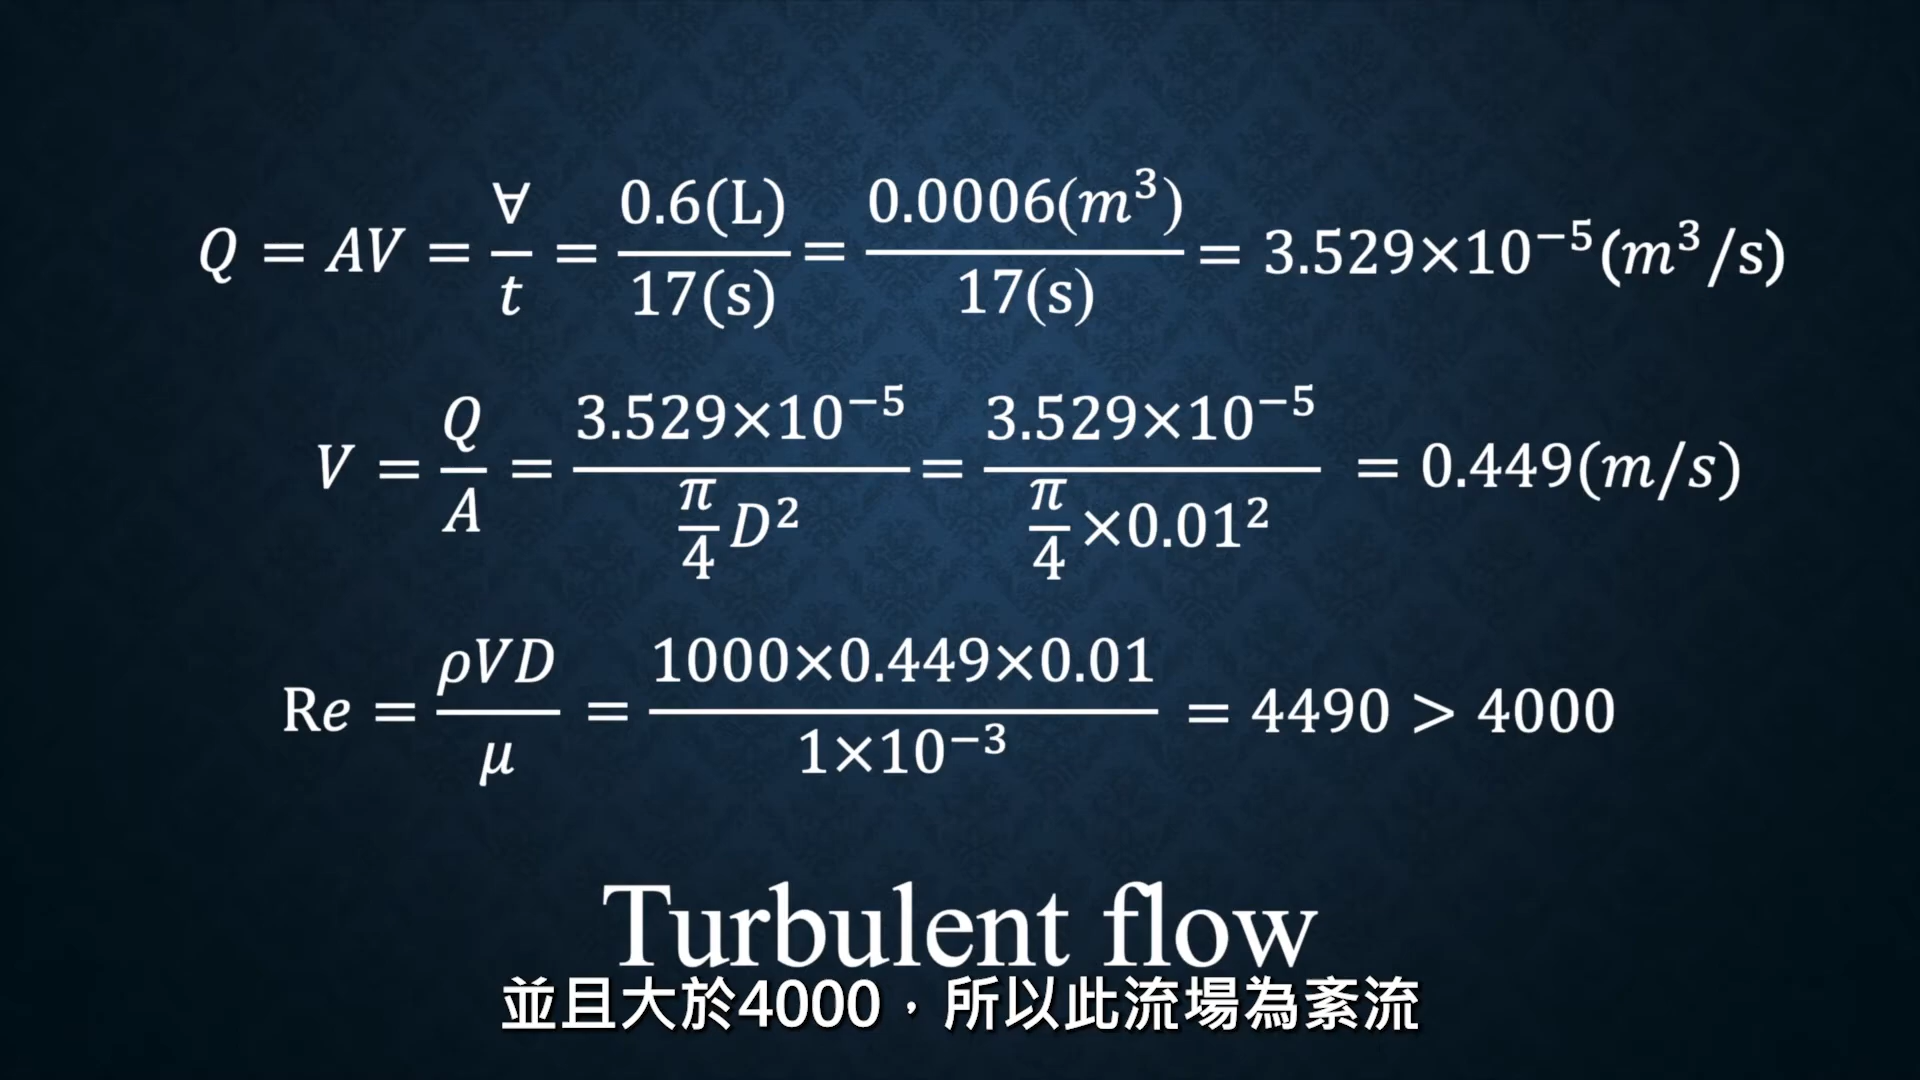 Q = AV = ∀/t = 0.6(L)/17(s) = 0.0006(m³)/17(s) = 3.529×10⁻⁵(m³/s)
V = Q/A = 3.529×10⁻⁵/(π/4 D²) = 3.529×10⁻⁵/(π/4 ×0.01²) = 0.449(m/s)
Re = ρVD/μ = 1000×0.449×0.01/1×10⁻³ = 4490 > 4000
Turbulent flow
並且大於4000，所以此流場為紊流